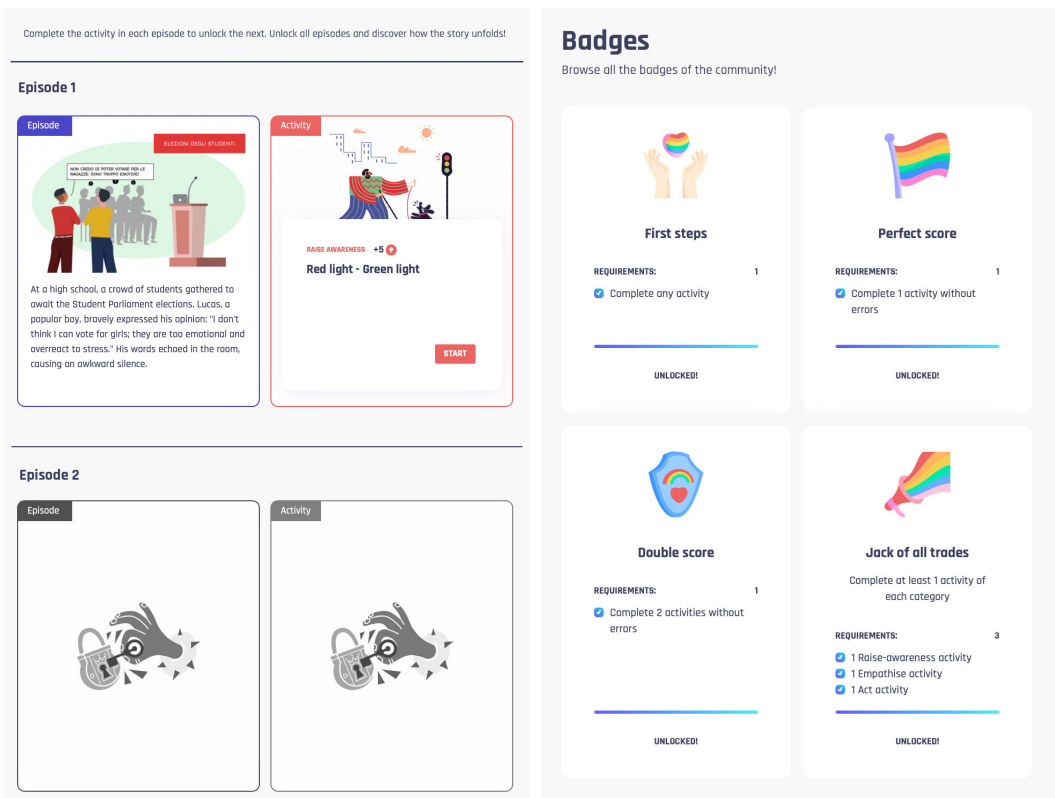 Complete the activity in each episode to unlock the next. Unlock all episodes and discover how the story unfolds!
Episode 1
Episode
ELEZIONI DEGLI STUDENTI
NON CREDO DI POTER VOTARE PER LE
RAGAZZE; SONO TROPPO EMOTIVE!
At a high school, a crowd of students gathered to
await the Student Parliament elections. Lucas, a
popular boy, bravely expressed his opinion: "I don't
think I can vote for girls; they are too emotional and
overreact to stress." His words echoed in the room,
causing an awkward silence.
Activity
RAISE AWARENESS +5
Red light - Green light
START
Episode 2
Episode
Activity
Badges
Browse all the badges of the community!
First steps
REQUIREMENTS: 1
Complete any activity
UNLOCKED!
Perfect score
REQUIREMENTS: 1
Complete 1 activity without
errors
UNLOCKED!
Double score
REQUIREMENTS: 1
Complete 2 activities without
errors
UNLOCKED!
Jack of all trades
Complete at least 1 activity of
each category
REQUIREMENTS: 3
1 Raise-awareness activity
1 Empathise activity
1 Act activity
UNLOCKED!